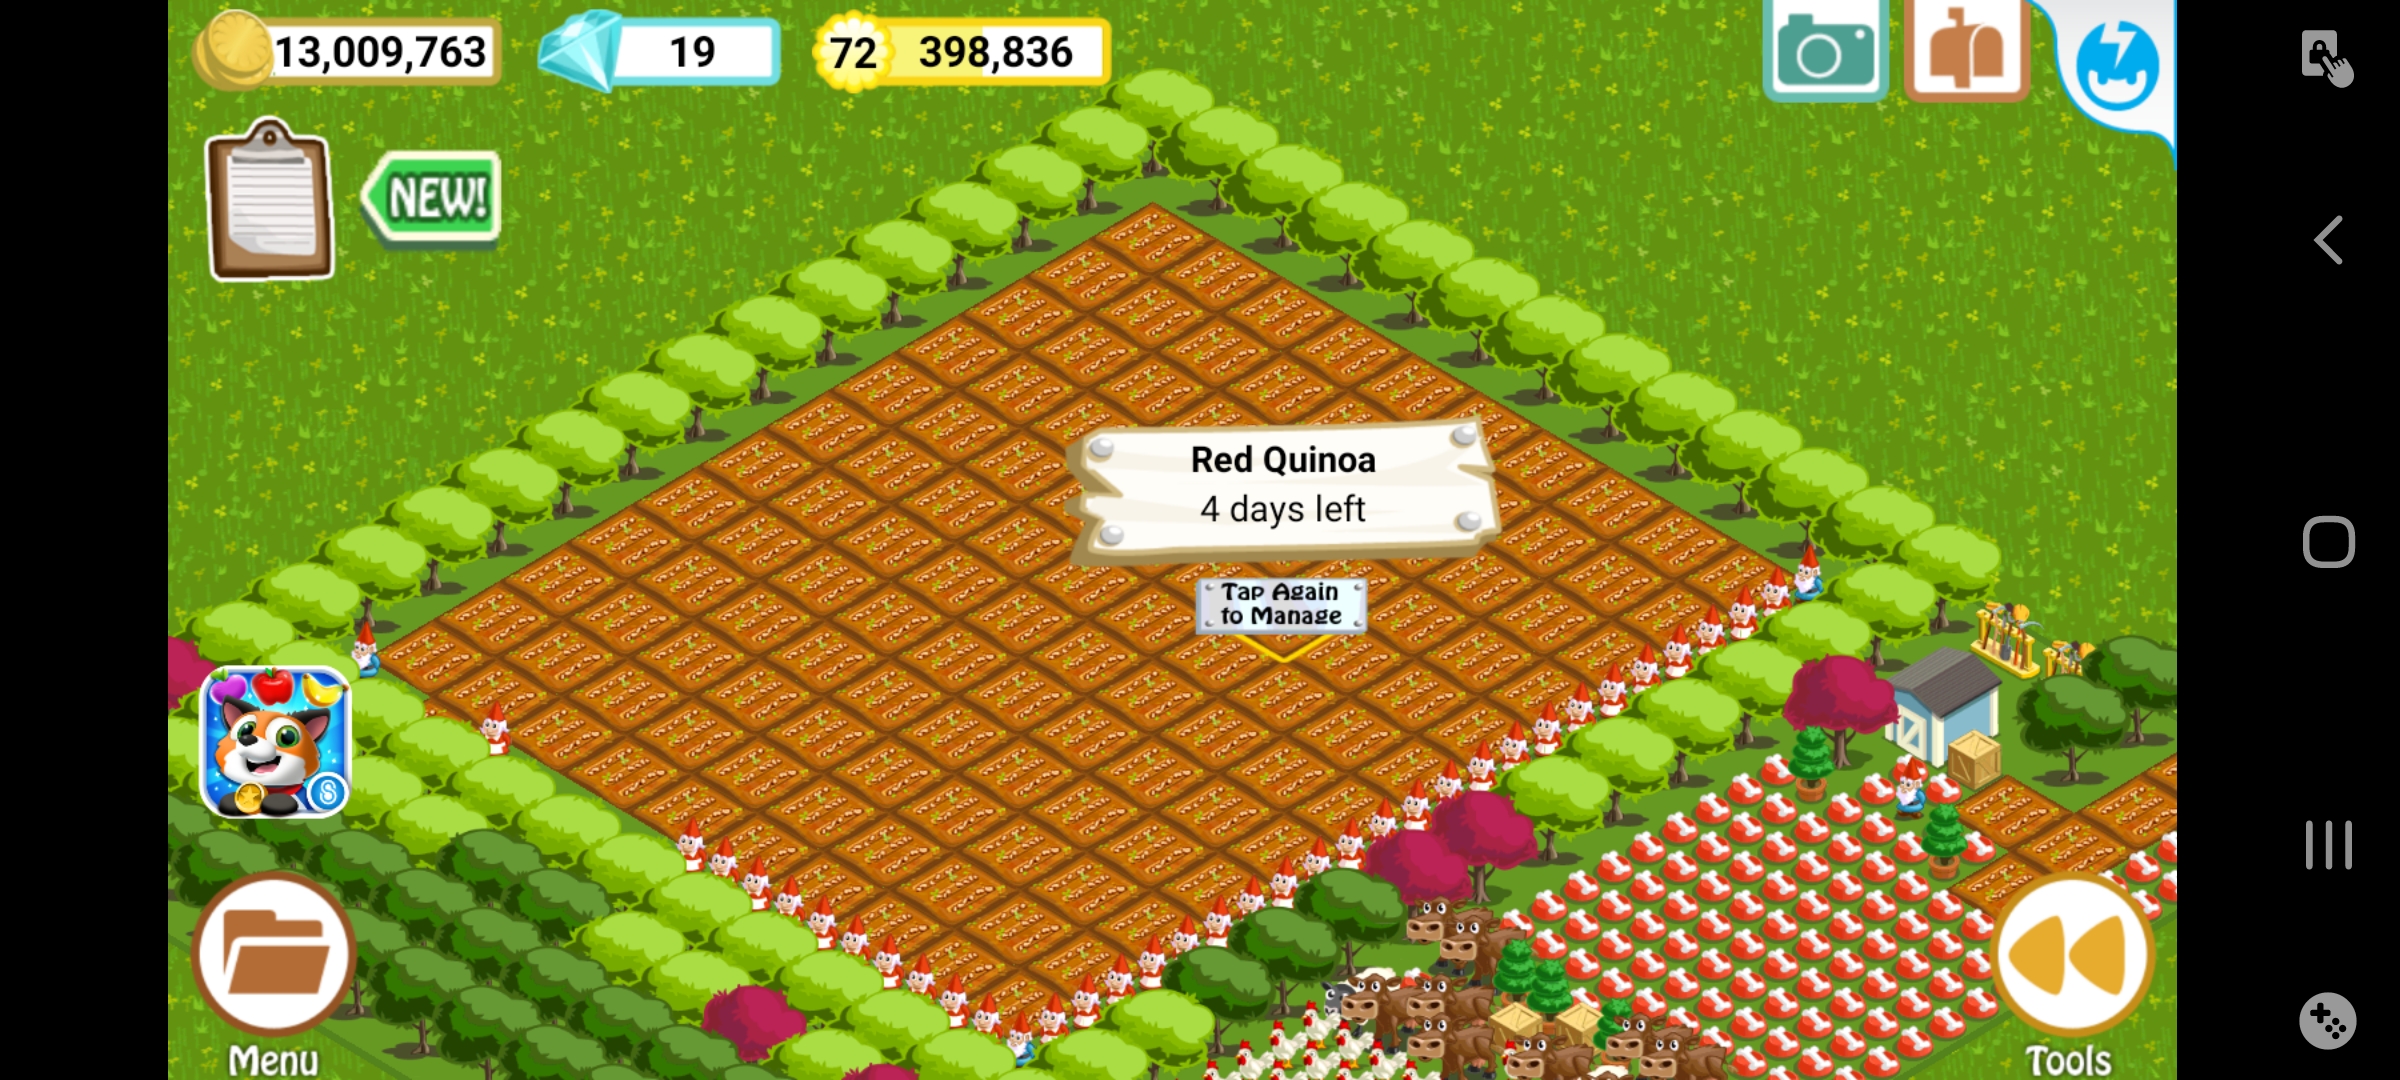 13,009,763
19
72
398,836
NEW!
Red Quinoa
4 days left
Tap Again
to Manage
Menu
Tools